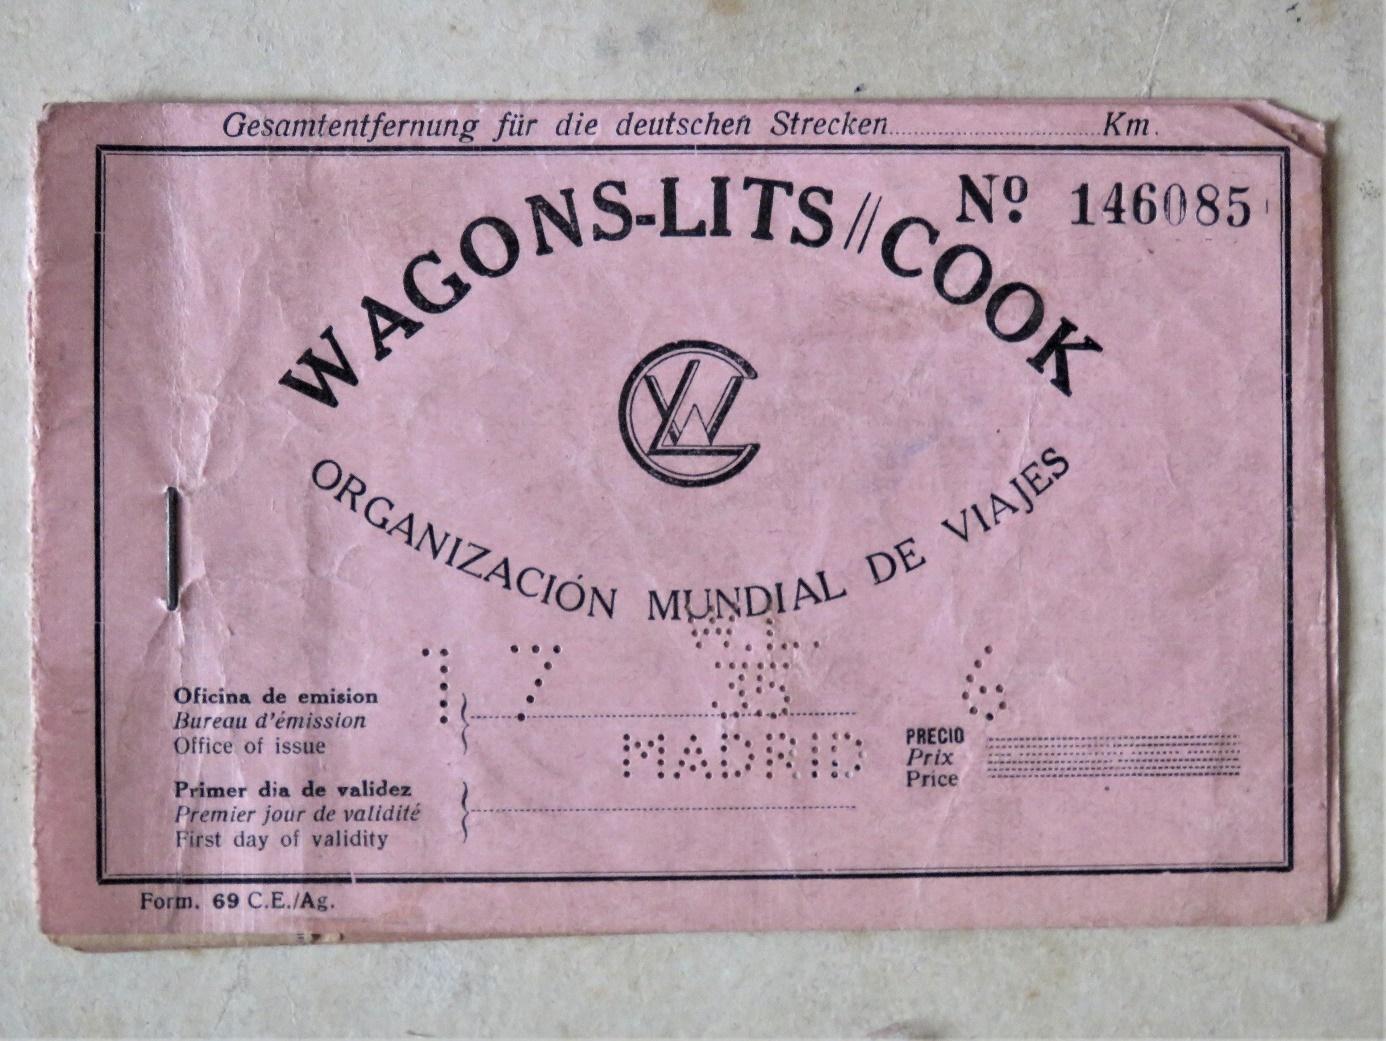 Gesamtentfernung für die deutschen Strecken..............................Km.
Nº 146085
WAGONS-LITS // COOK
WL
ORGANIZACIÓN MUNDIAL DE VIAJES
17 6
Oficina de emision
Bureau d'émission
Office of issue
MADRID
PRECIO
Prix
Price
Primer dia de validez
Premier jour de validité
First day of validity
Form. 69 C.E./Ag.